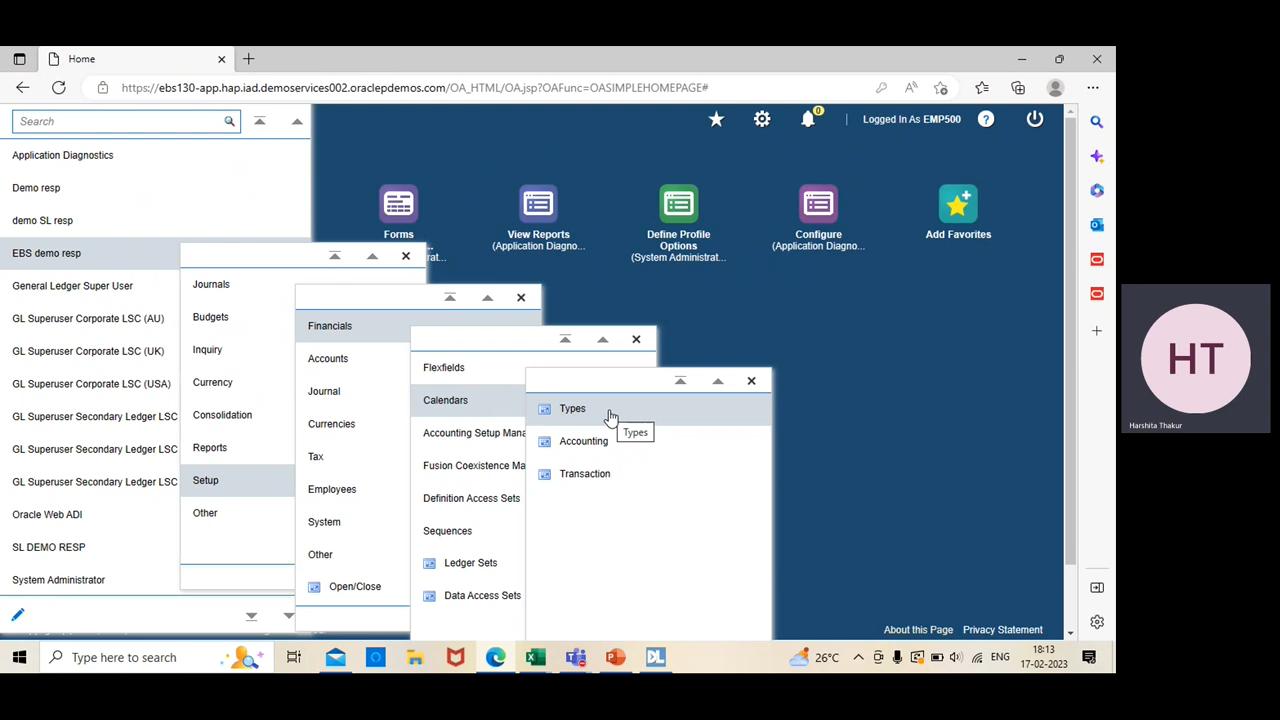 Home
https://ebs130-app.hap.iad.demoservices002.oraclepdemos.com/OA_HTML/OA.jsp?OAFunc=OASIMPLEHOMEPAGE#
Search
0
Logged In As EMP500
Application Diagnostics
Demo resp
demo SL resp
EBS demo resp
General Ledger Super User
GL Superuser Corporate LSC (AU)
GL Superuser Corporate LSC (UK)
GL Superuser Corporate LSC (USA)
GL Superuser Secondary Ledger LSC
GL Superuser Secondary Ledger LSC
GL Superuser Secondary Ledger LSC
Oracle Web ADI
SL DEMO RESP
System Administrator
Journals
Budgets
Inquiry
Currency
Consolidation
Reports
Setup
Other
Financials
Accounts
Journal
Currencies
Tax
Employees
System
Other
Open/Close
Flexfields
Calendars
Accounting Setup Mana
Fusion Coexistence Ma
Definition Access Sets
Sequences
Ledger Sets
Data Access Sets
Types
Accounting
Transaction
Types
Forms
rat...
View Reports
(Application Diagno...
Define Profile
Options
(System Administrat...
Configure
(Application Diagno...
Add Favorites
About this Page
Privacy Statement
HT
Harshita Thakur
Type here to search
26°C
ENG
18:13
17-02-2023